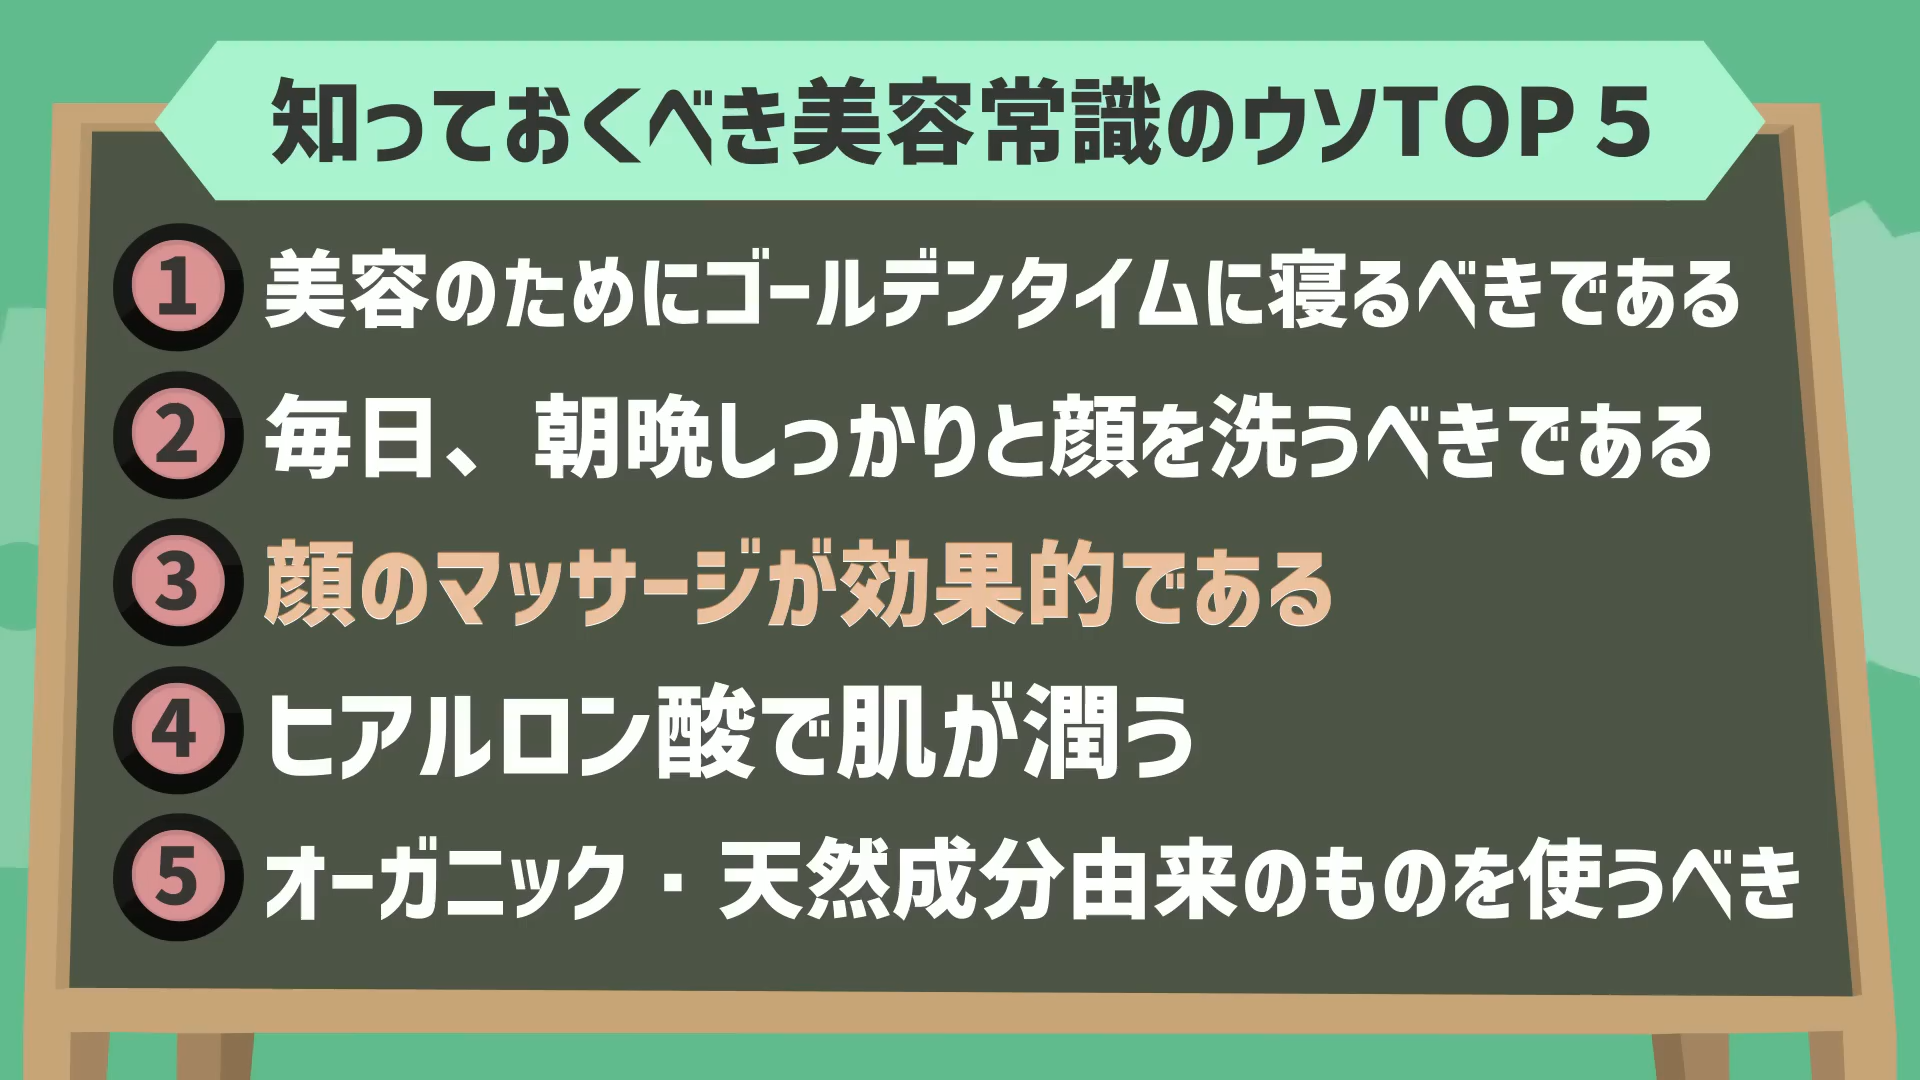 知っておくべき美容常識のウソTOP５
1 美容のためにゴールデンタイムに寝るべきである
2 毎日、朝晩しっかりと顔を洗うべきである
3 顔のマッサージが効果的である
4 ヒアルロン酸で肌が潤う
5 オーガニック・天然成分由来のものを使うべき